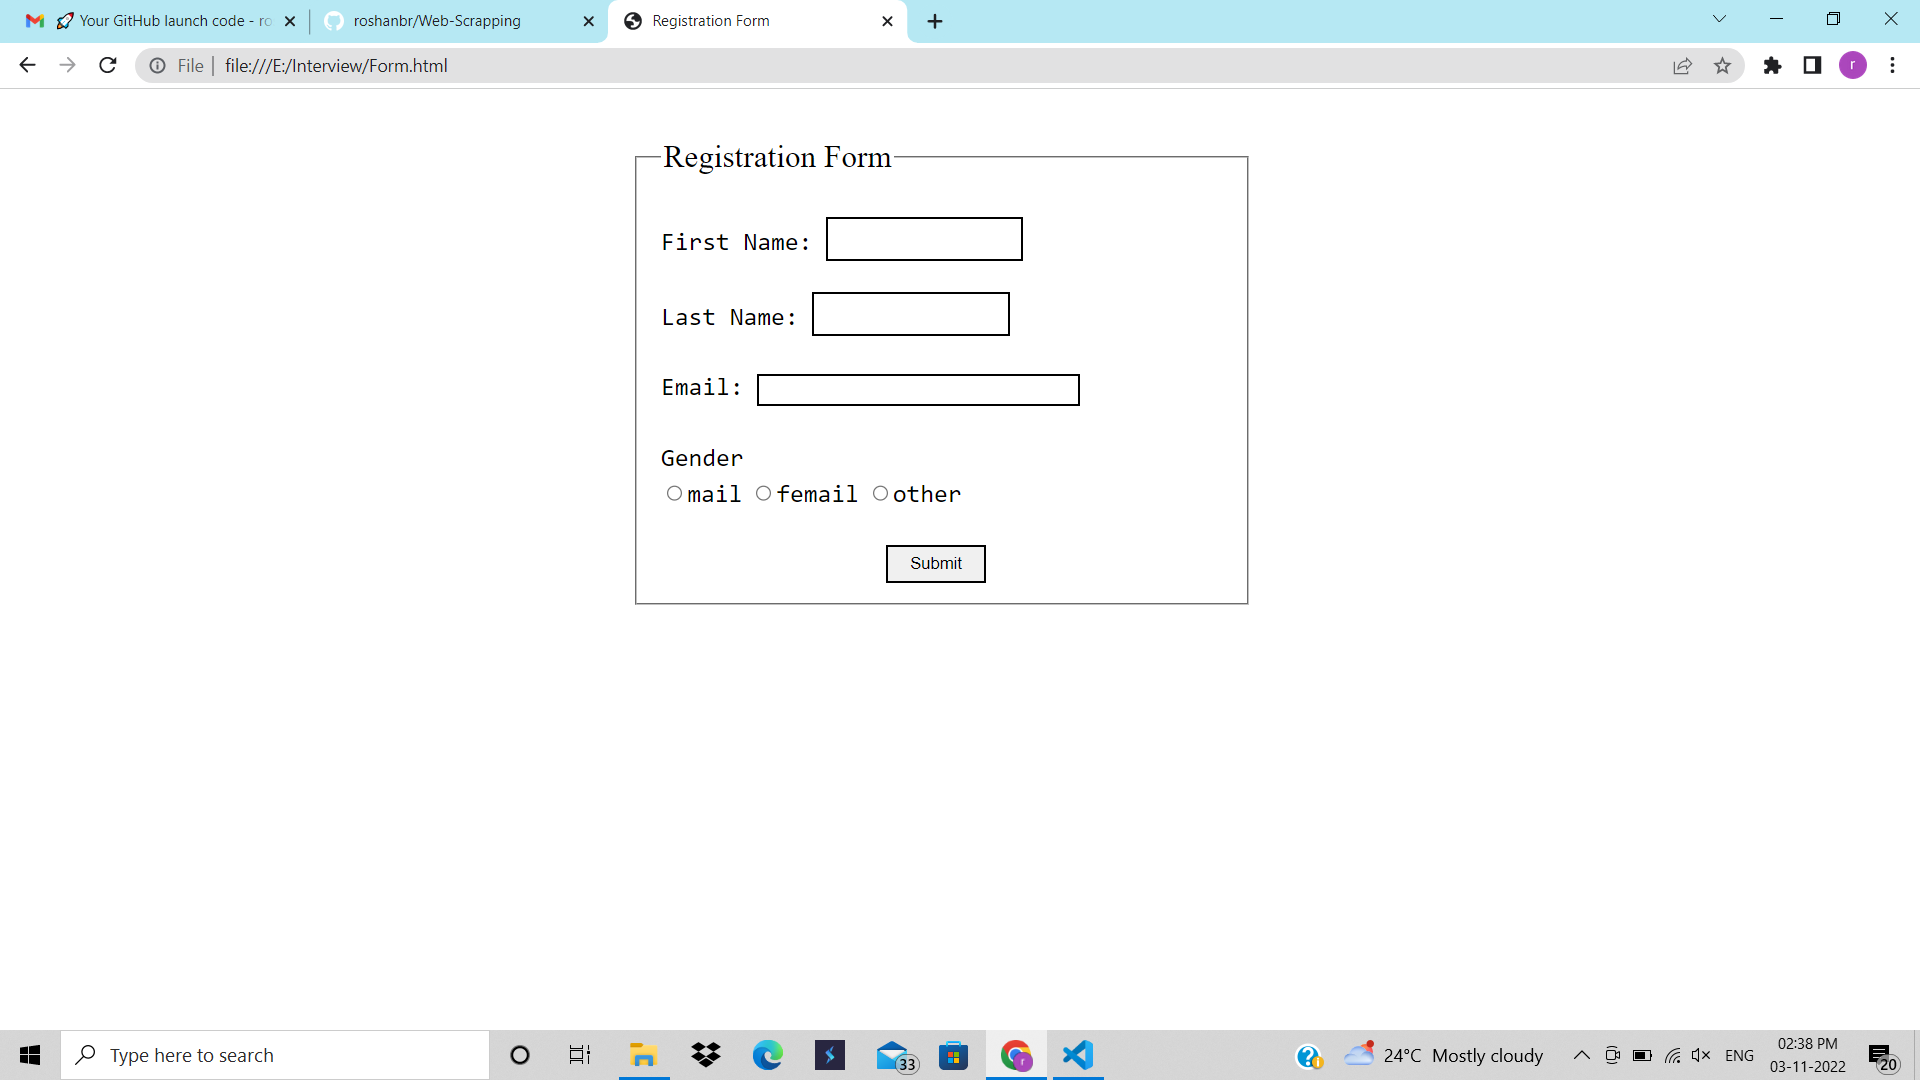 Your GitHub launch code - ro
roshanbr/Web-Scrapping
Registration Form
File
file:///E:/Interview/Form.html
r
Registration Form
First Name:
Last Name:
Email:
Gender
mail femail other
Submit
Type here to search
33
r
24°C Mostly cloudy
ENG
02:38 PM
03-11-2022
20